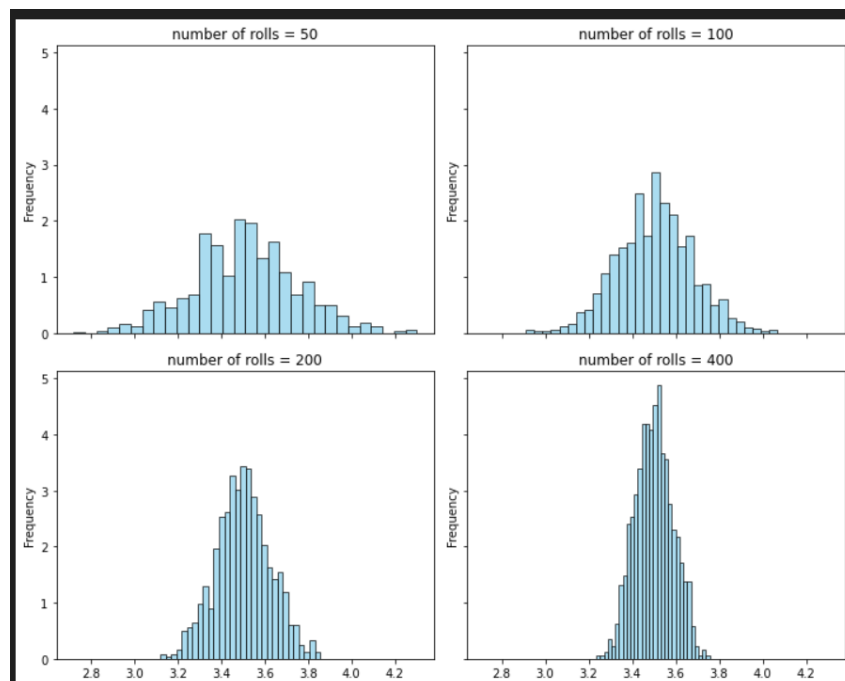 number of rolls = 50
number of rolls = 100
5
4
3
2
1
0
Frequency
Frequency
number of rolls = 200
number of rolls = 400
5
4
3
2
1
0
Frequency
Frequency
2.8 3.0 3.2 3.4 3.6 3.8 4.0 4.2
2.8 3.0 3.2 3.4 3.6 3.8 4.0 4.2